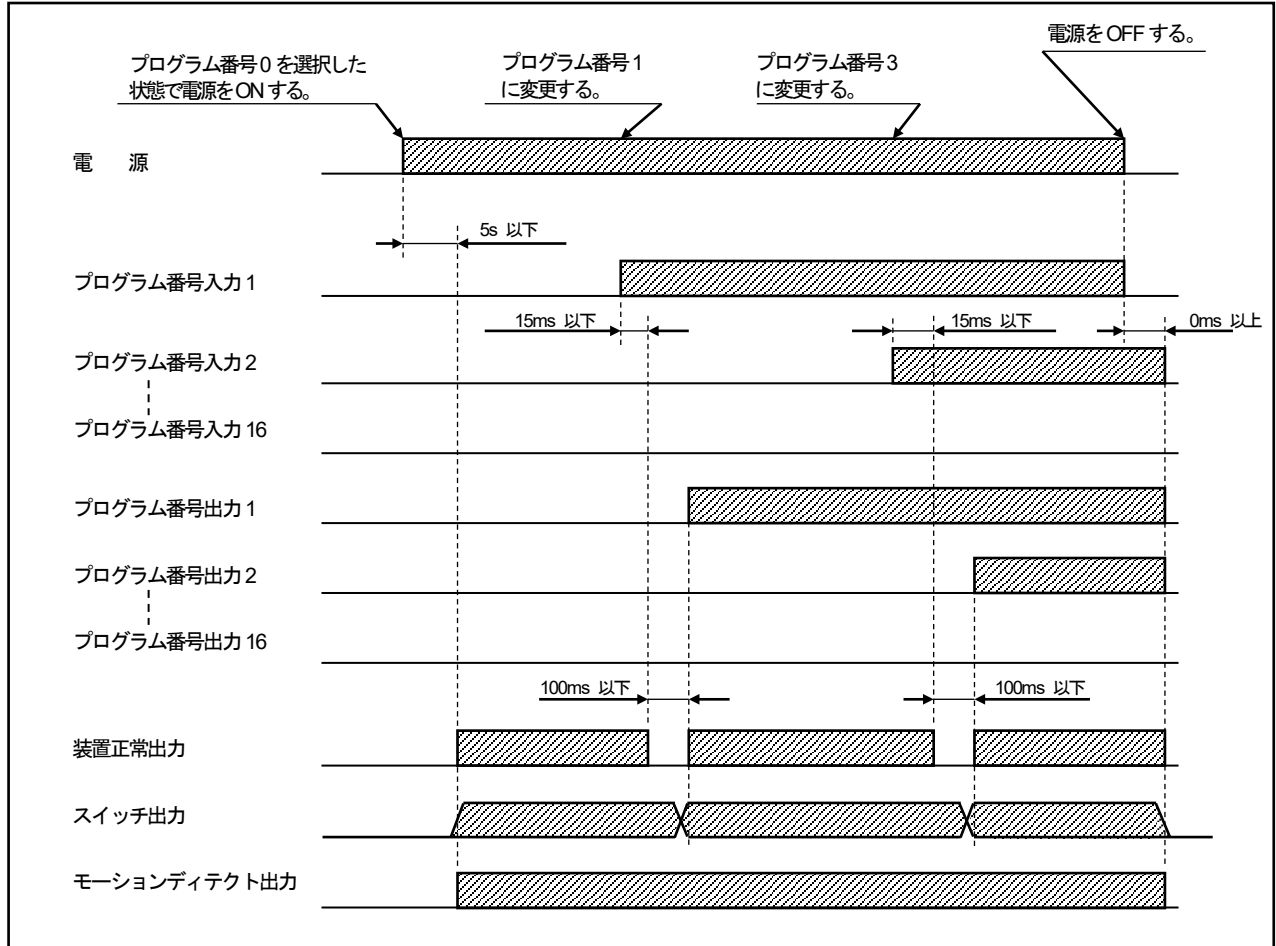 電源をOFFする。
プログラム番号0を選択した
状態で電源をONする。
プログラム番号1
に変更する。
プログラム番号3
に変更する。
電　源
5s 以下
プログラム番号入力1
15ms 以下
15ms 以下
0ms 以上
プログラム番号入力2
プログラム番号入力16
プログラム番号出力1
プログラム番号出力2
プログラム番号出力16
100ms 以下
100ms 以下
装置正常出力
スイッチ出力
モーションディテクト出力